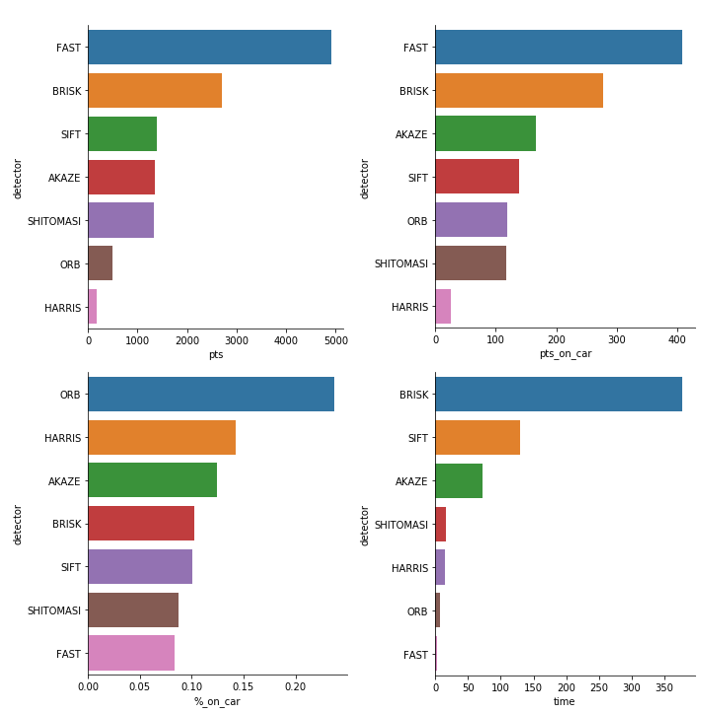 FAST
BRISK
SIFT
AKAZE
SHITOMASI
ORB
HARRIS
detector
0 1000 2000 3000 4000 5000
pts
FAST
BRISK
AKAZE
SIFT
ORB
SHITOMASI
HARRIS
detector
0 100 200 300 400
pts_on_car
ORB
HARRIS
AKAZE
BRISK
SIFT
SHITOMASI
FAST
detector
0.00 0.05 0.10 0.15 0.20
%_on_car
BRISK
SIFT
AKAZE
SHITOMASI
HARRIS
ORB
FAST
detector
0 50 100 150 200 250 300 350
time